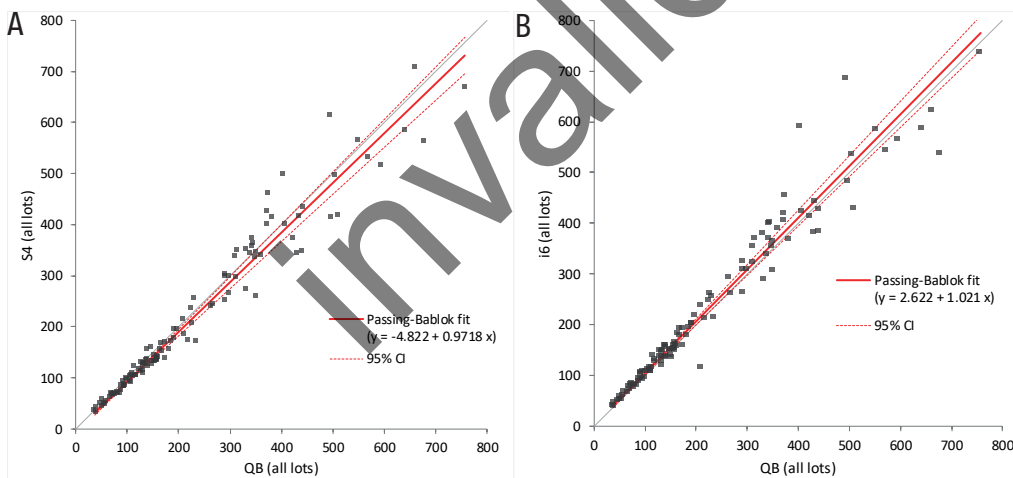 A
800
700
600
500
400
300
200
100
0
S4 (all lots)
0 100 200 300 400 500 600 700 800
QB (all lots)
Passing-Bablok fit
(y = -4.822 + 0.9718 x)
95% CI
B
800
700
600
500
400
300
200
100
0
i6 (all lots)
0 100 200 300 400 500 600 700 800
QB (all lots)
Passing-Bablok fit
(y = 2.622 + 1.021 x)
95% CI